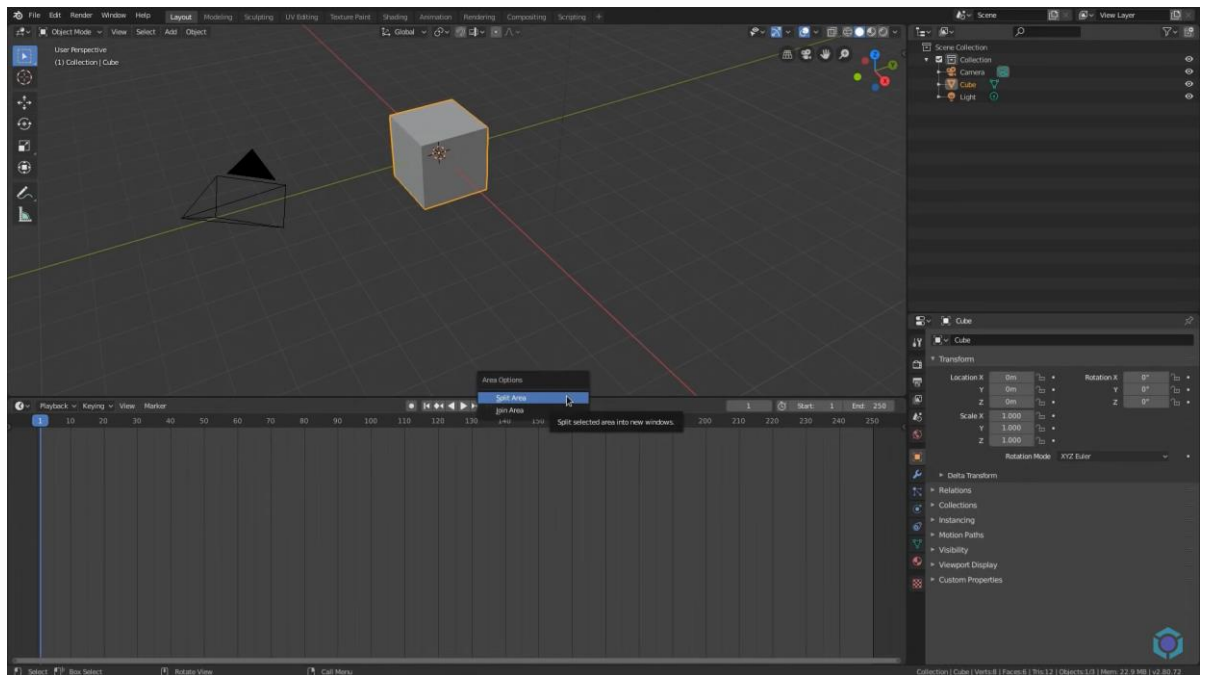 File Edit Render Window Help Layout Modeling Sculpting UV Editing Texture Paint Shading Animation Rendering Compositing Scripting + Scene View Layer
Object Mode View Select Add Object Global
User Perspective
(1) Collection | Cube
Scene Collection
Collection
Camera
Cube
Light
Cube
Cube
Transform
Location X 0m Rotation X 0°
Y 0m Y 0°
Z 0m Z 0°
Scale X 1.000
Y 1.000
Z 1.000
Rotation Mode XYZ Euler
Delta Transform
Relations
Collections
Instancing
Motion Paths
Visibility
Viewport Display
Custom Properties
Area Options
Split Area
Join Area
Split selected area into new windows.
Playback Keying View Marker 1 Start: 1 End: 250
1 10 20 30 40 50 60 70 80 90 100 110 120 130 140 150 200 210 220 230 240 250
Select Box Select Rotate View Call Menu Collection | Cube | Verts:8 | Faces:6 | Tris:12 | Objects:1/3 | Mem: 22.9 MB | v2.80.72